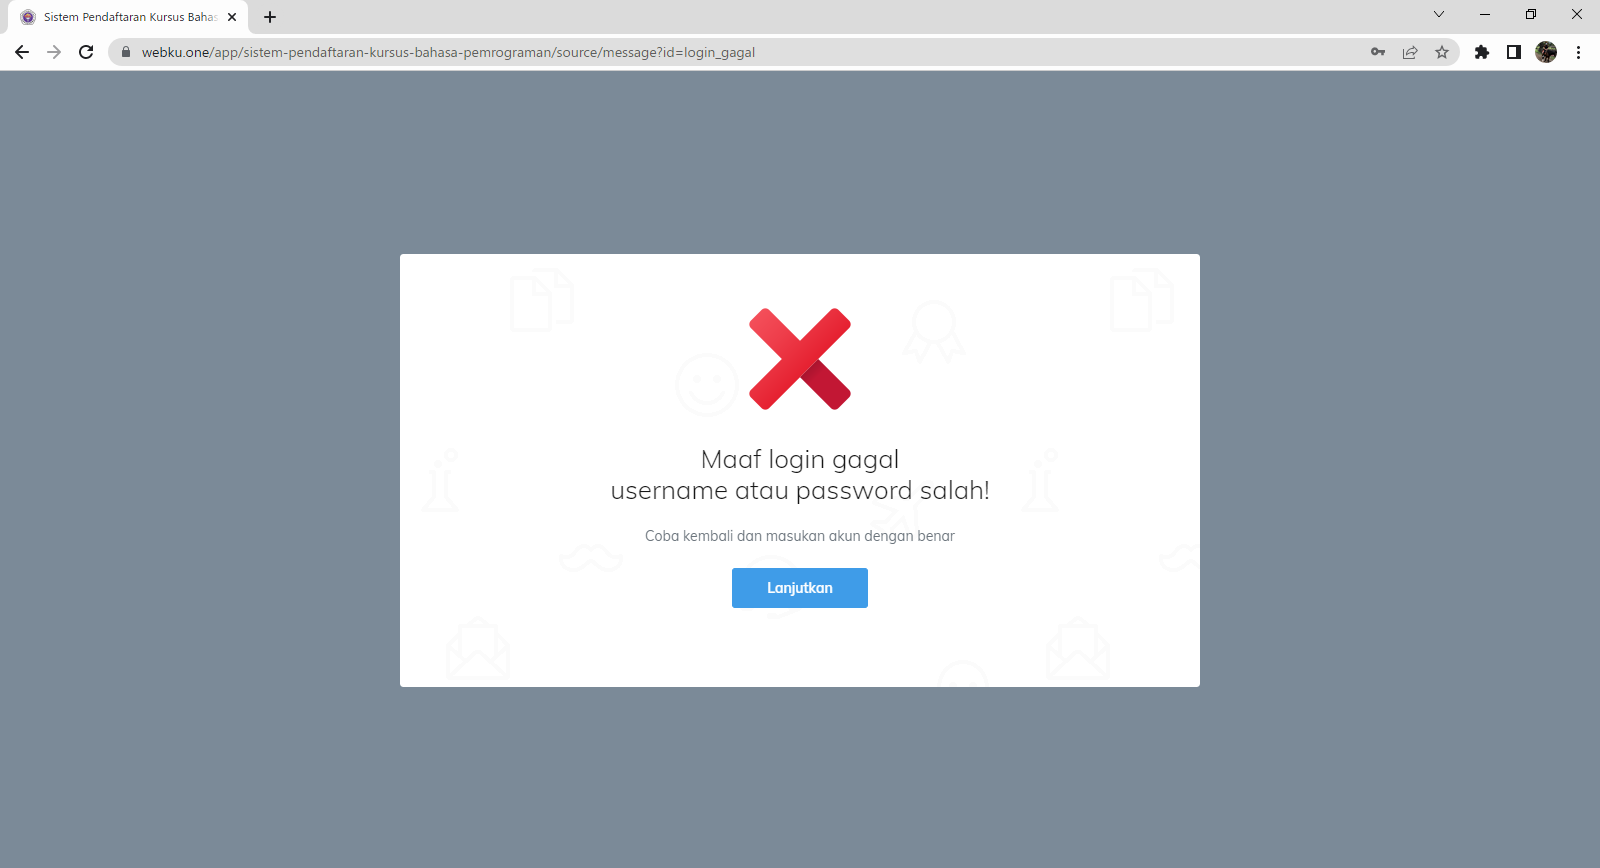 Sistem Pendaftaran Kursus Bahas
webku.one/app/sistem-pendaftaran-kursus-bahasa-pemrograman/source/message?id=login_gagal
Maaf login gagal
username atau password salah!
Coba kembali dan masukan akun dengan benar
Lanjutkan